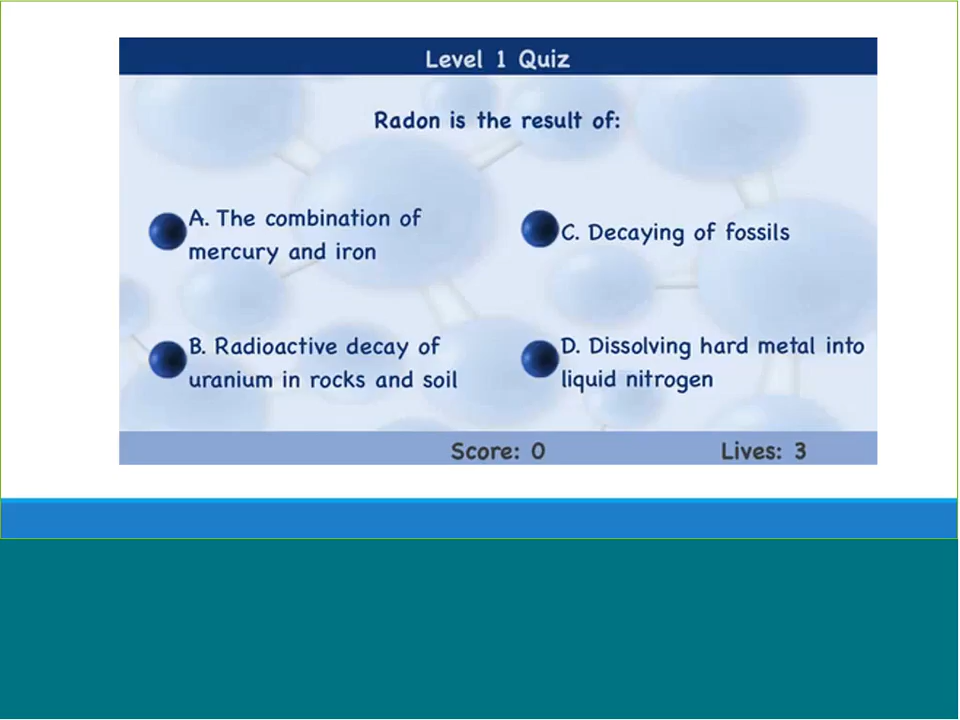 Level 1 Quiz
Radon is the result of:
A. The combination of
mercury and iron
B. Radioactive decay of
uranium in rocks and soil
C. Decaying of fossils
D. Dissolving hard metal into
liquid nitrogen
Score: 0
Lives: 3